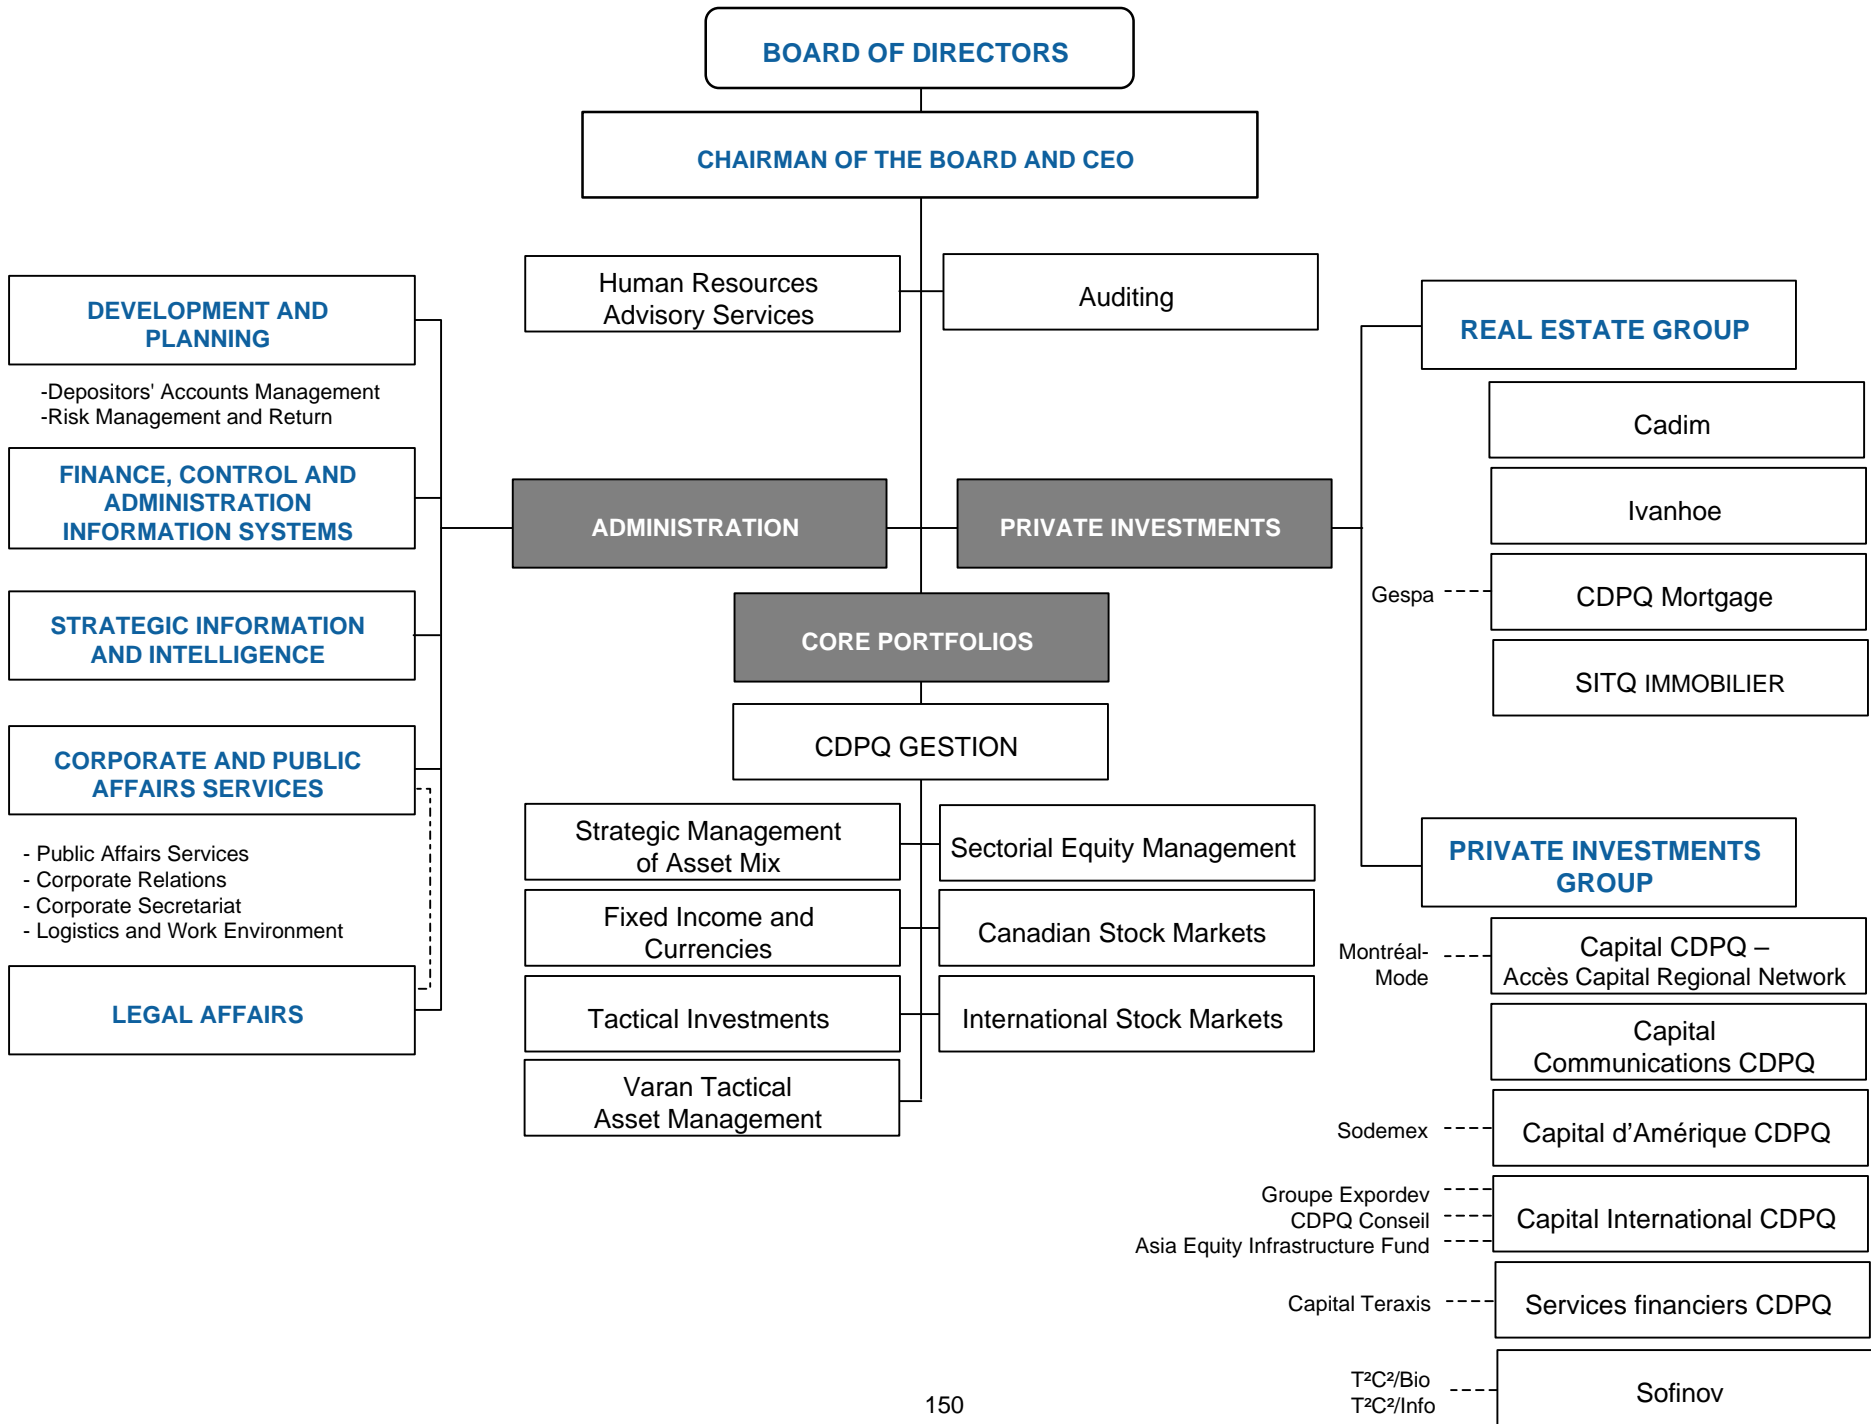 BOARD OF DIRECTORS
CHAIRMAN OF THE BOARD AND CEO
Human Resources
Advisory Services
Auditing
DEVELOPMENT AND
PLANNING
-Depositors' Accounts Management
-Risk Management and Return
FINANCE, CONTROL AND
ADMINISTRATION
INFORMATION SYSTEMS
STRATEGIC INFORMATION
AND INTELLIGENCE
CORPORATE AND PUBLIC
AFFAIRS SERVICES
- Public Affairs Services
- Corporate Relations
- Corporate Secretariat
- Logistics and Work Environment
LEGAL AFFAIRS
ADMINISTRATION
PRIVATE INVESTMENTS
CORE PORTFOLIOS
CDPQ GESTION
Strategic Management
of Asset Mix
Sectorial Equity Management
Fixed Income and
Currencies
Canadian Stock Markets
Tactical Investments
International Stock Markets
Varan Tactical
Asset Management
REAL ESTATE GROUP
Cadim
Ivanhoe
Gespa
CDPQ Mortgage
SITQ IMMOBILIER
PRIVATE INVESTMENTS
GROUP
Montréal-
Mode
Capital CDPQ –
Accès Capital Regional Network
Capital
Communications CDPQ
Sodemex
Capital d’Amérique CDPQ
Groupe Expordev
CDPQ Conseil
Asia Equity Infrastructure Fund
Capital International CDPQ
Capital Teraxis
Services financiers CDPQ
T²C²/Bio
T²C²/Info
Sofinov
150